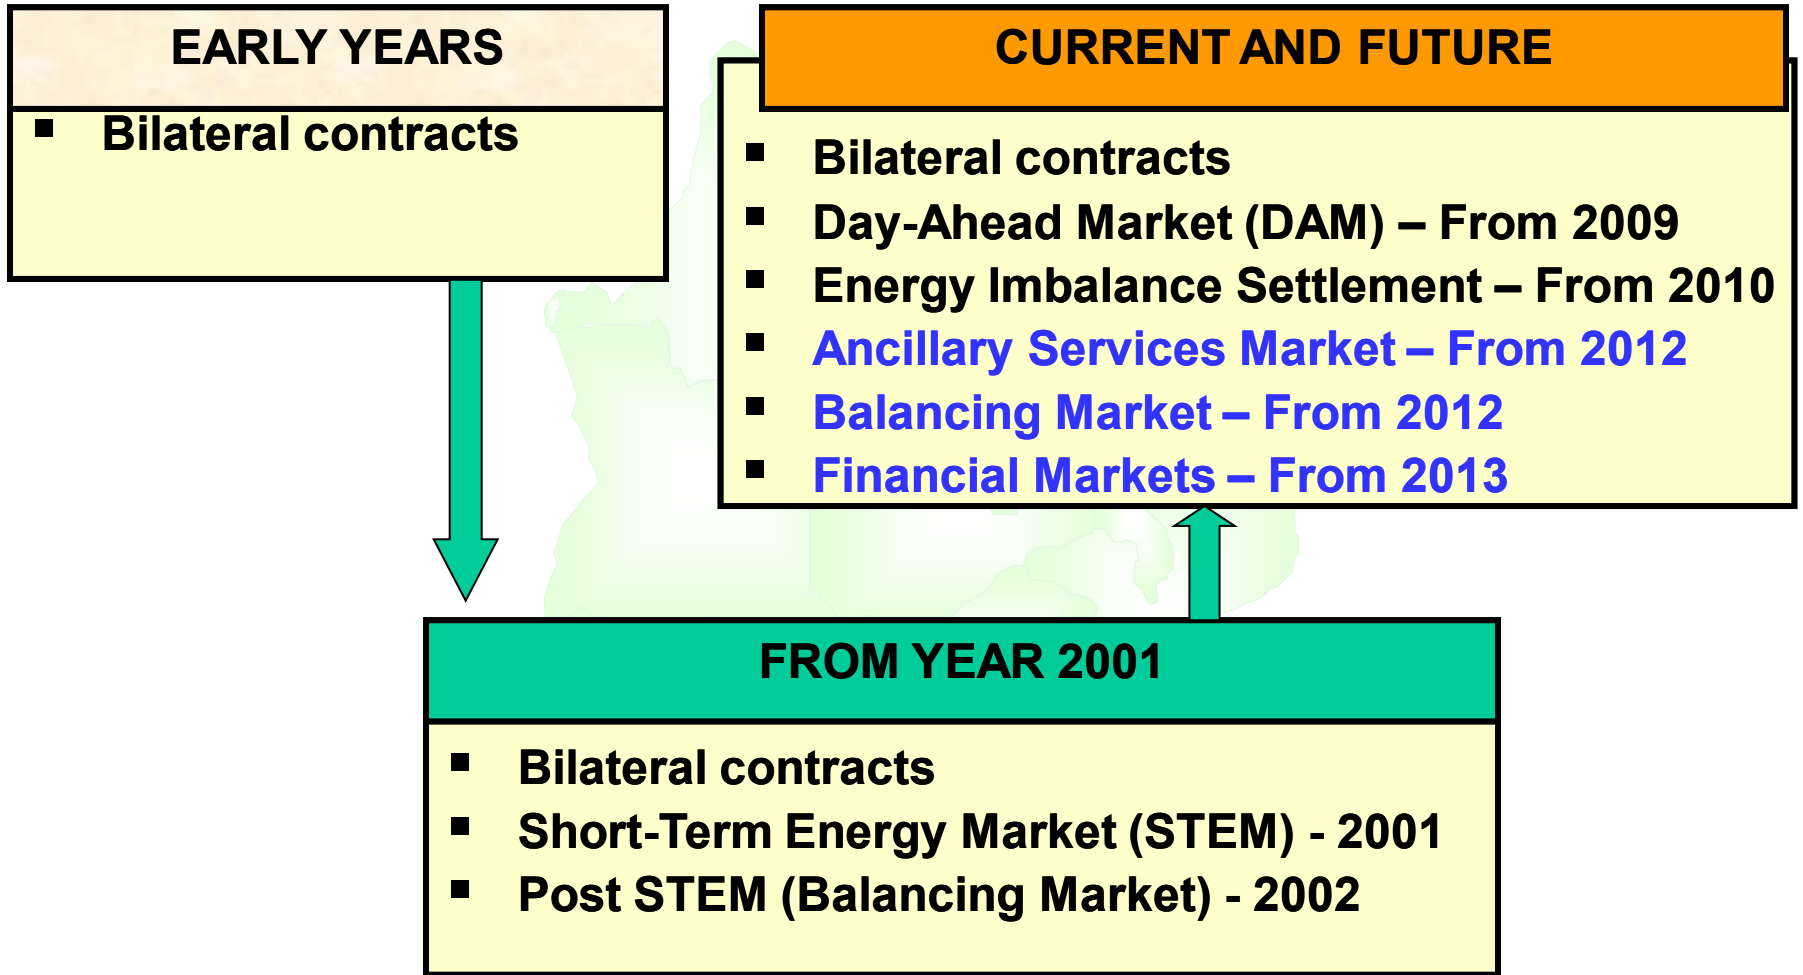 EARLY YEARS
▪ Bilateral contracts
CURRENT AND FUTURE
▪ Bilateral contracts
▪ Day-Ahead Market (DAM) – From 2009
▪ Energy Imbalance Settlement – From 2010
▪ Ancillary Services Market – From 2012
▪ Balancing Market – From 2012
▪ Financial Markets – From 2013
FROM YEAR 2001
▪ Bilateral contracts
▪ Short-Term Energy Market (STEM) - 2001
▪ Post STEM (Balancing Market) - 2002